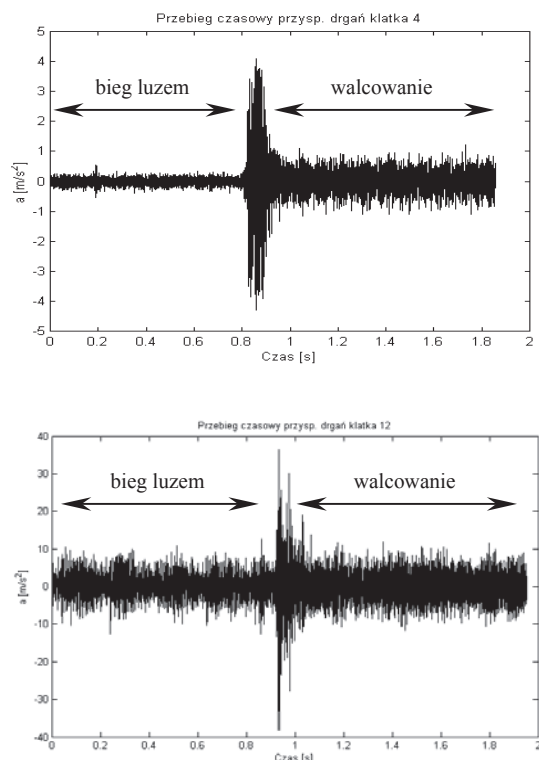 Przebieg czasowy przysp. drgań klatka 4
5
4
3
2
1
0
-1
-2
-3
-4
-5
a [m/s²]
bieg luzem
walcowanie
0 0.2 0.4 0.6 0.8 1 1.2 1.4 1.6 1.8 2
Czas [s]
Przebieg czasowy przysp. drgań klatka 12
40
30
20
10
0
-10
-20
-30
-40
a [m/s²]
bieg luzem
walcowanie
0 0.2 0.4 0.6 0.8 1 1.2 1.4 1.6 1.8 2
Czas [s]